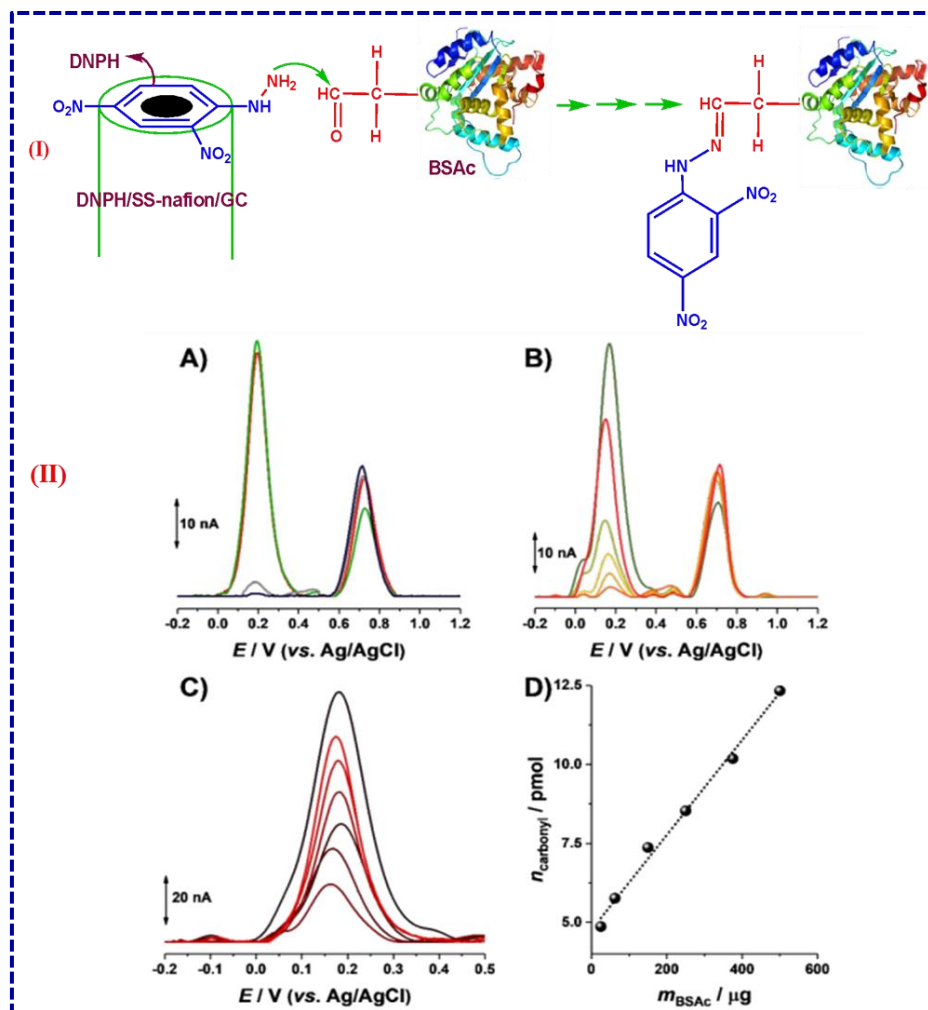 (I)
DNPH
NO₂
NO₂
NH
NH₂
HC
O
H
H
BSAc
DNPH/SS-nafion/GC
HC
H
H
N
HN
NO₂
NO₂
(II)
A)
10 nA
-0.2 0.0 0.2 0.4 0.6 0.8 1.0 1.2
E / V (vs. Ag/AgCl)
B)
10 nA
-0.2 0.0 0.2 0.4 0.6 0.8 1.0 1.2
E / V (vs. Ag/AgCl)
C)
20 nA
-0.2 -0.1 0.0 0.1 0.2 0.3 0.4 0.5
E / V (vs. Ag/AgCl)
D)
12.5
10.0
7.5
5.0
n carbonyl / pmol
0 200 400 600
m BSAc / µg